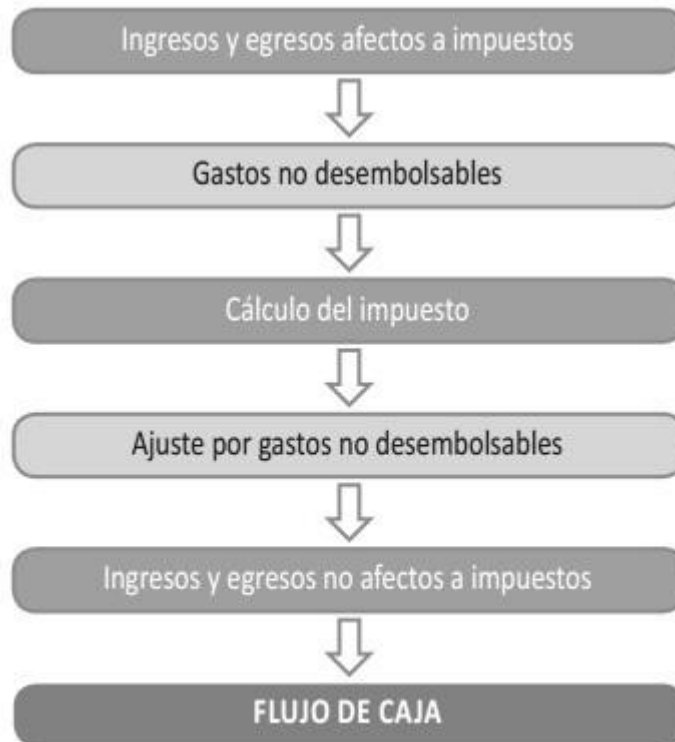 Ingresos y egresos afectos a impuestos
Gastos no desembolsables
Cálculo del impuesto
Ajuste por gastos no desembolsables
Ingresos y egresos no afectos a impuestos
FLUJO DE CAJA